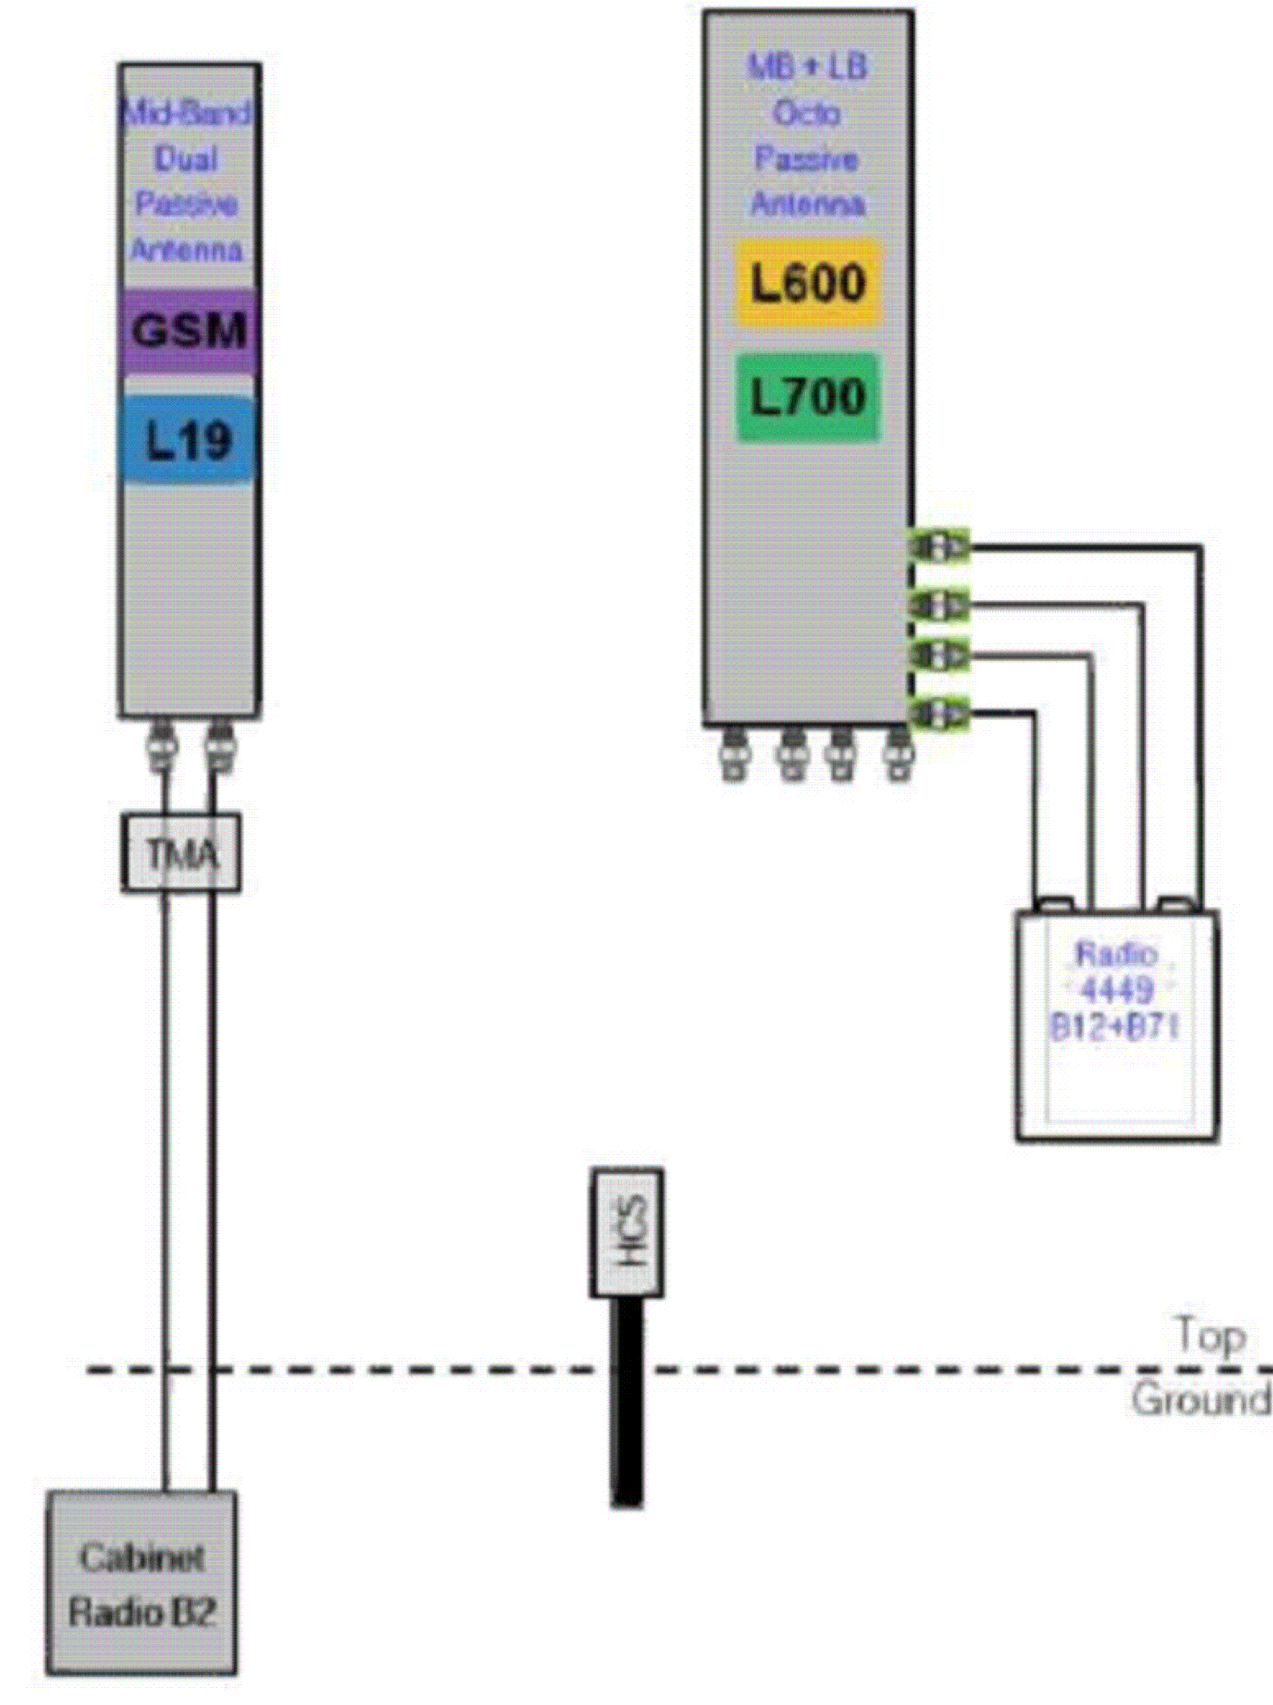 Mid-Band
Dual
Passive
Antenna
GSM
L19
TMA
MB + LB
Octo
Passive
Antenna
L600
L700
Radio
4449
B12+B71
HCS
Top
Ground
Cabinet
Radio B2